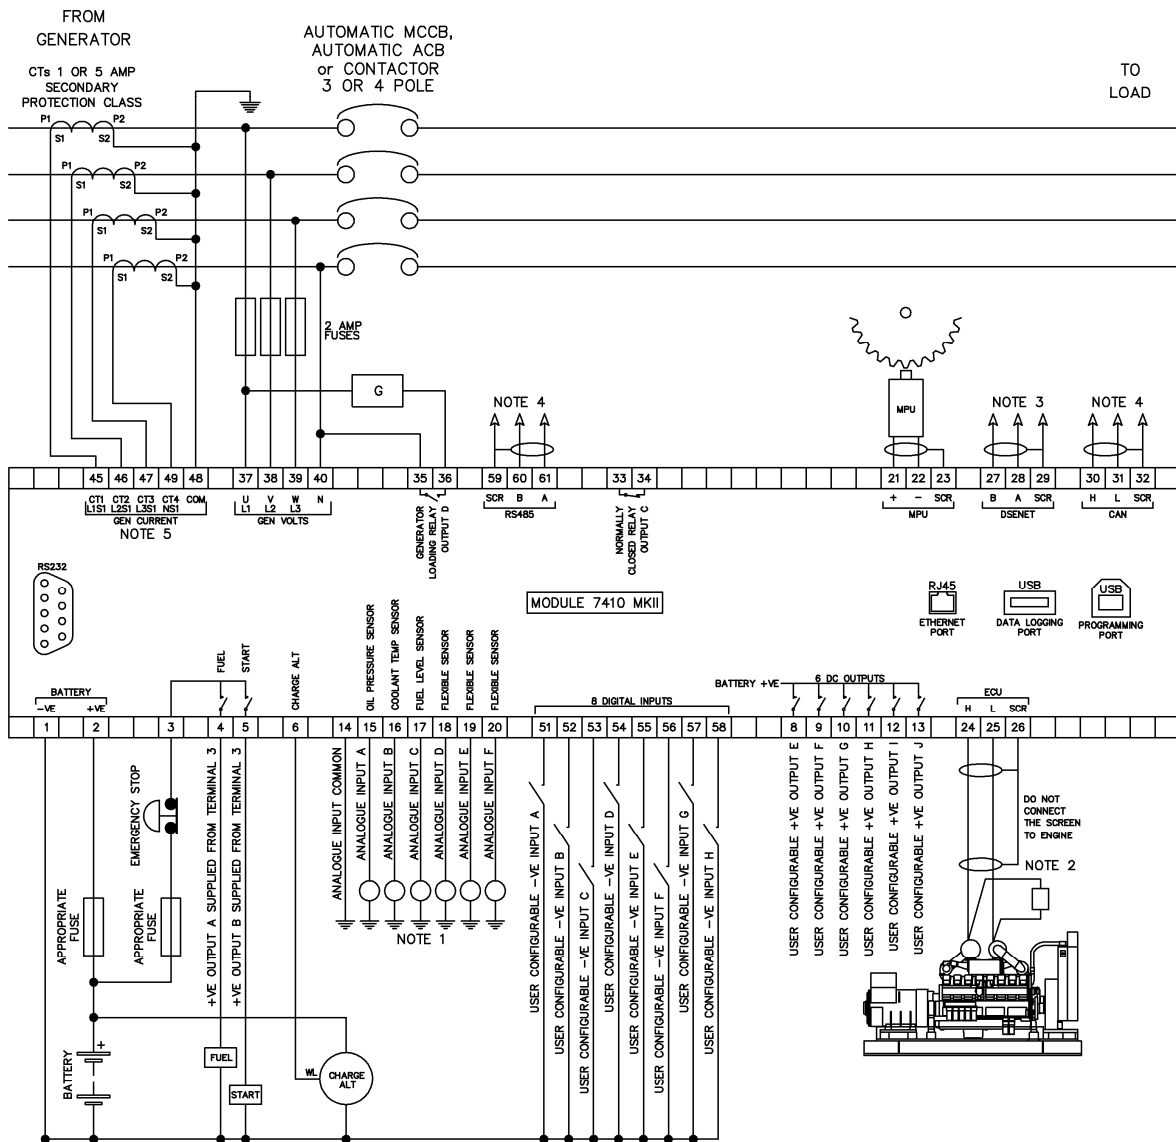 FROM
GENERATOR
CTs 1 OR 5 AMP
SECONDARY
PROTECTION CLASS
AUTOMATIC MCCB,
AUTOMATIC ACB
or CONTACTOR
3 OR 4 POLE
TO
LOAD
P1 P2
S1 S2
P1 P2
S1 S2
P1 P2
S1 S2
P1 P2
S1 S2
2 AMP
FUSES
G
NOTE 4
MPU
NOTE 3
NOTE 4
45 46 47 49 48 37 38 39 40 35 36 59 60 61 33 34 21 22 23 27 28 29 30 31 32
CT1 CT2 CT3 CT4 COM
L1S1 L2S1 L3S1 NS1
GEN CURRENT
NOTE 5
U V W N
L1 L2 L3
GEN VOLTS
GENERATOR
LOADING RELAY
OUTPUT D
SCR B A
RS485
NORMALLY
CLOSED RELAY
OUTPUT C
+ − SCR
MPU
B A SCR
DSENET
H L SCR
CAN
RS232
MODULE 7410 MKII
RJ45
ETHERNET
PORT
USB
DATA LOGGING
PORT
USB
PROGRAMMING
PORT
BATTERY
−VE +VE
FUEL
START
CHARGE ALT
OIL PRESSURE SENSOR
COOLANT TEMP SENSOR
FUEL LEVEL SENSOR
FLEXIBLE SENSOR
FLEXIBLE SENSOR
FLEXIBLE SENSOR
8 DIGITAL INPUTS
BATTERY +VE
6 DC OUTPUTS
ECU
H L SCR
1 2 3 4 5 6 14 15 16 17 18 19 20 51 52 53 54 55 56 57 58 8 9 10 11 12 13 24 25 26
EMERGENCY STOP
APPROPRIATE
FUSE
APPROPRIATE
FUSE
+VE OUTPUT A SUPPLIED FROM TERMINAL 3
+VE OUTPUT B SUPPLIED FROM TERMINAL 3
ANALOGUE INPUT COMMON
ANALOGUE INPUT A
ANALOGUE INPUT B
ANALOGUE INPUT C
ANALOGUE INPUT D
ANALOGUE INPUT E
ANALOGUE INPUT F
NOTE 1
USER CONFIGURABLE −VE INPUT A
USER CONFIGURABLE −VE INPUT B
USER CONFIGURABLE −VE INPUT C
USER CONFIGURABLE −VE INPUT D
USER CONFIGURABLE −VE INPUT E
USER CONFIGURABLE −VE INPUT F
USER CONFIGURABLE −VE INPUT G
USER CONFIGURABLE −VE INPUT H
USER CONFIGURABLE +VE OUTPUT E
USER CONFIGURABLE +VE OUTPUT F
USER CONFIGURABLE +VE OUTPUT G
USER CONFIGURABLE +VE OUTPUT H
USER CONFIGURABLE +VE OUTPUT I
USER CONFIGURABLE +VE OUTPUT J
DO NOT
CONNECT
THE SCREEN
TO ENGINE
NOTE 2
BATTERY
+
FUEL
START
WL
CHARGE
ALT